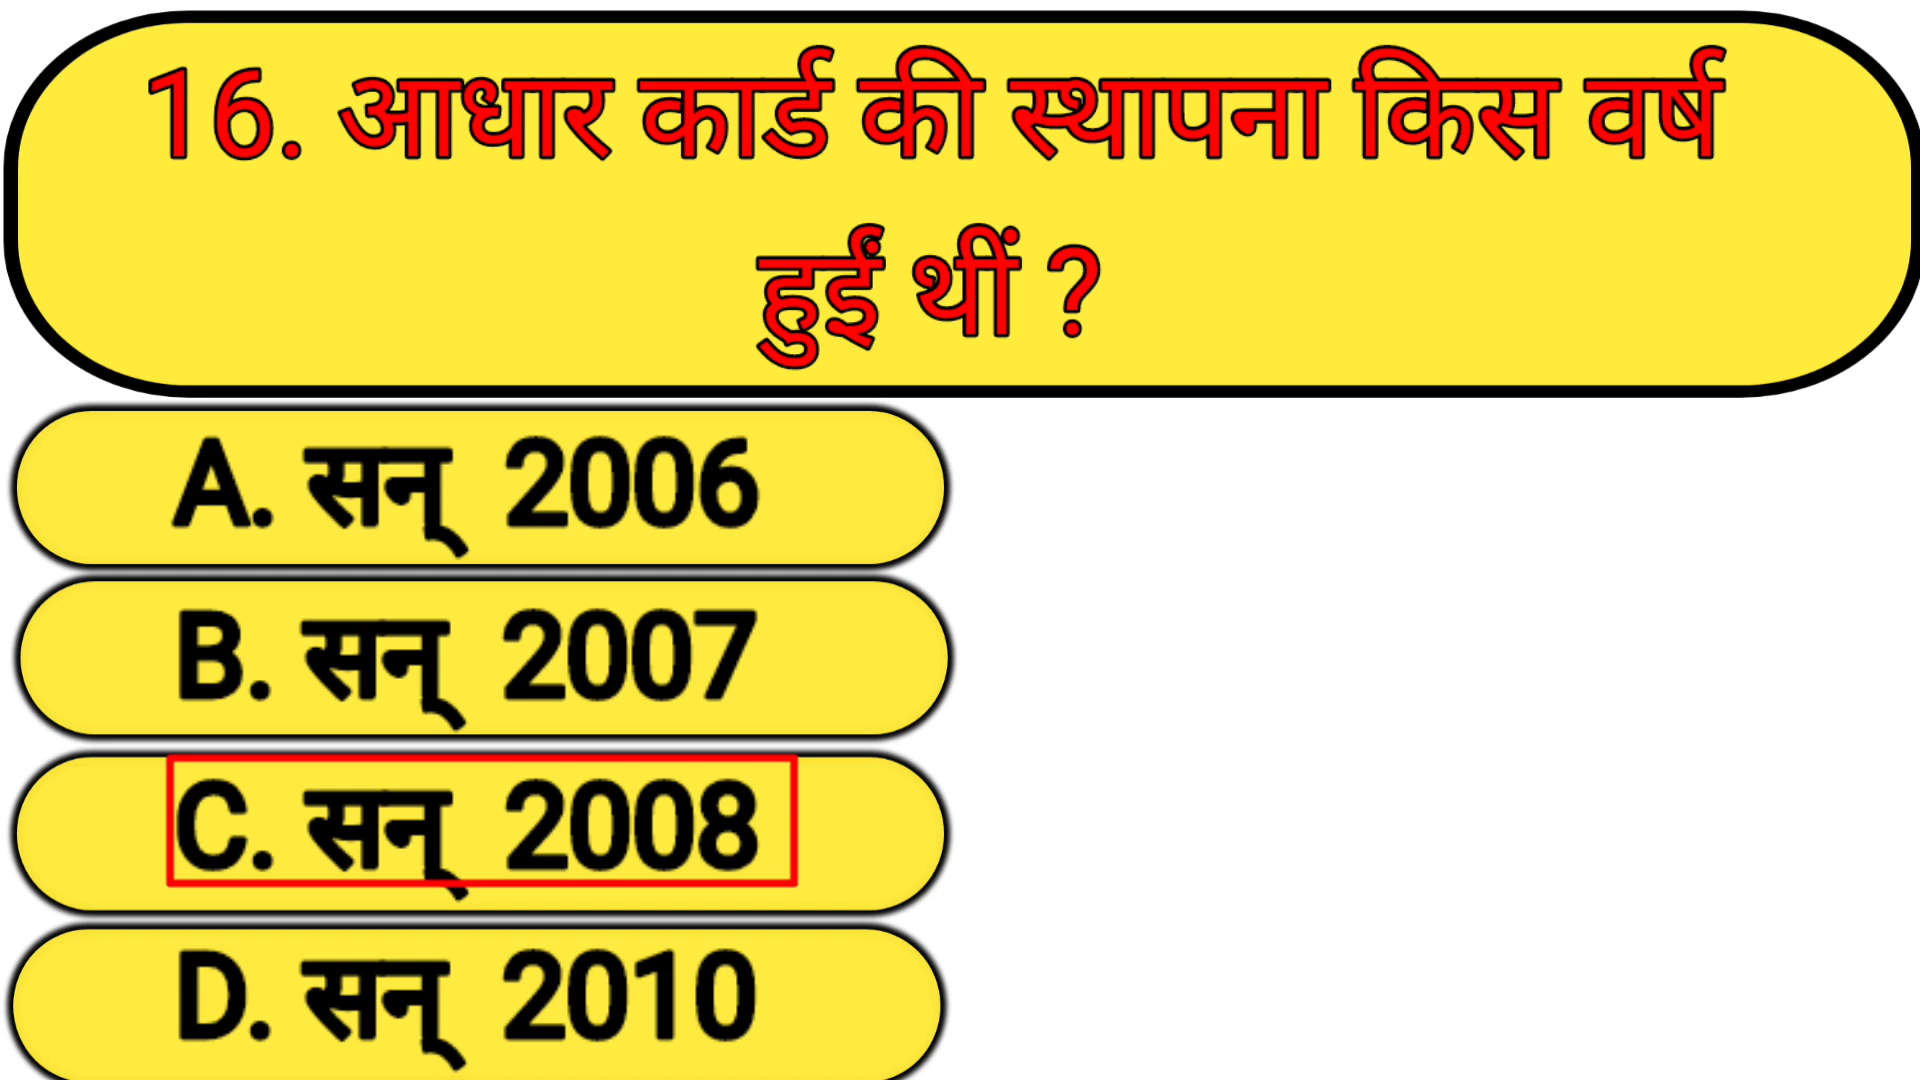 16. आधार कार्ड की स्थापना किस वर्ष
हुईं थीं ?
A. सन् 2006
B. सन् 2007
C. सन् 2008
D. सन् 2010